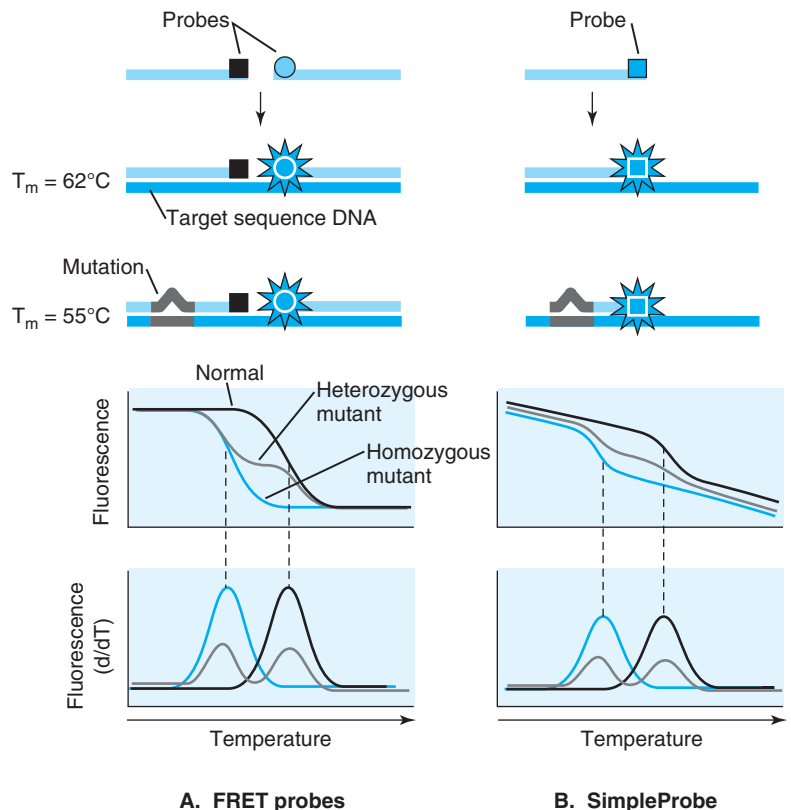 Probes
Probe
Tm = 62°C
Target sequence DNA
Mutation
Tm = 55°C
Normal
Heterozygous
mutant
Homozygous
mutant
Fluorescence
Fluorescence
(d/dT)
Temperature
Temperature
A. FRET probes
B. SimpleProbe